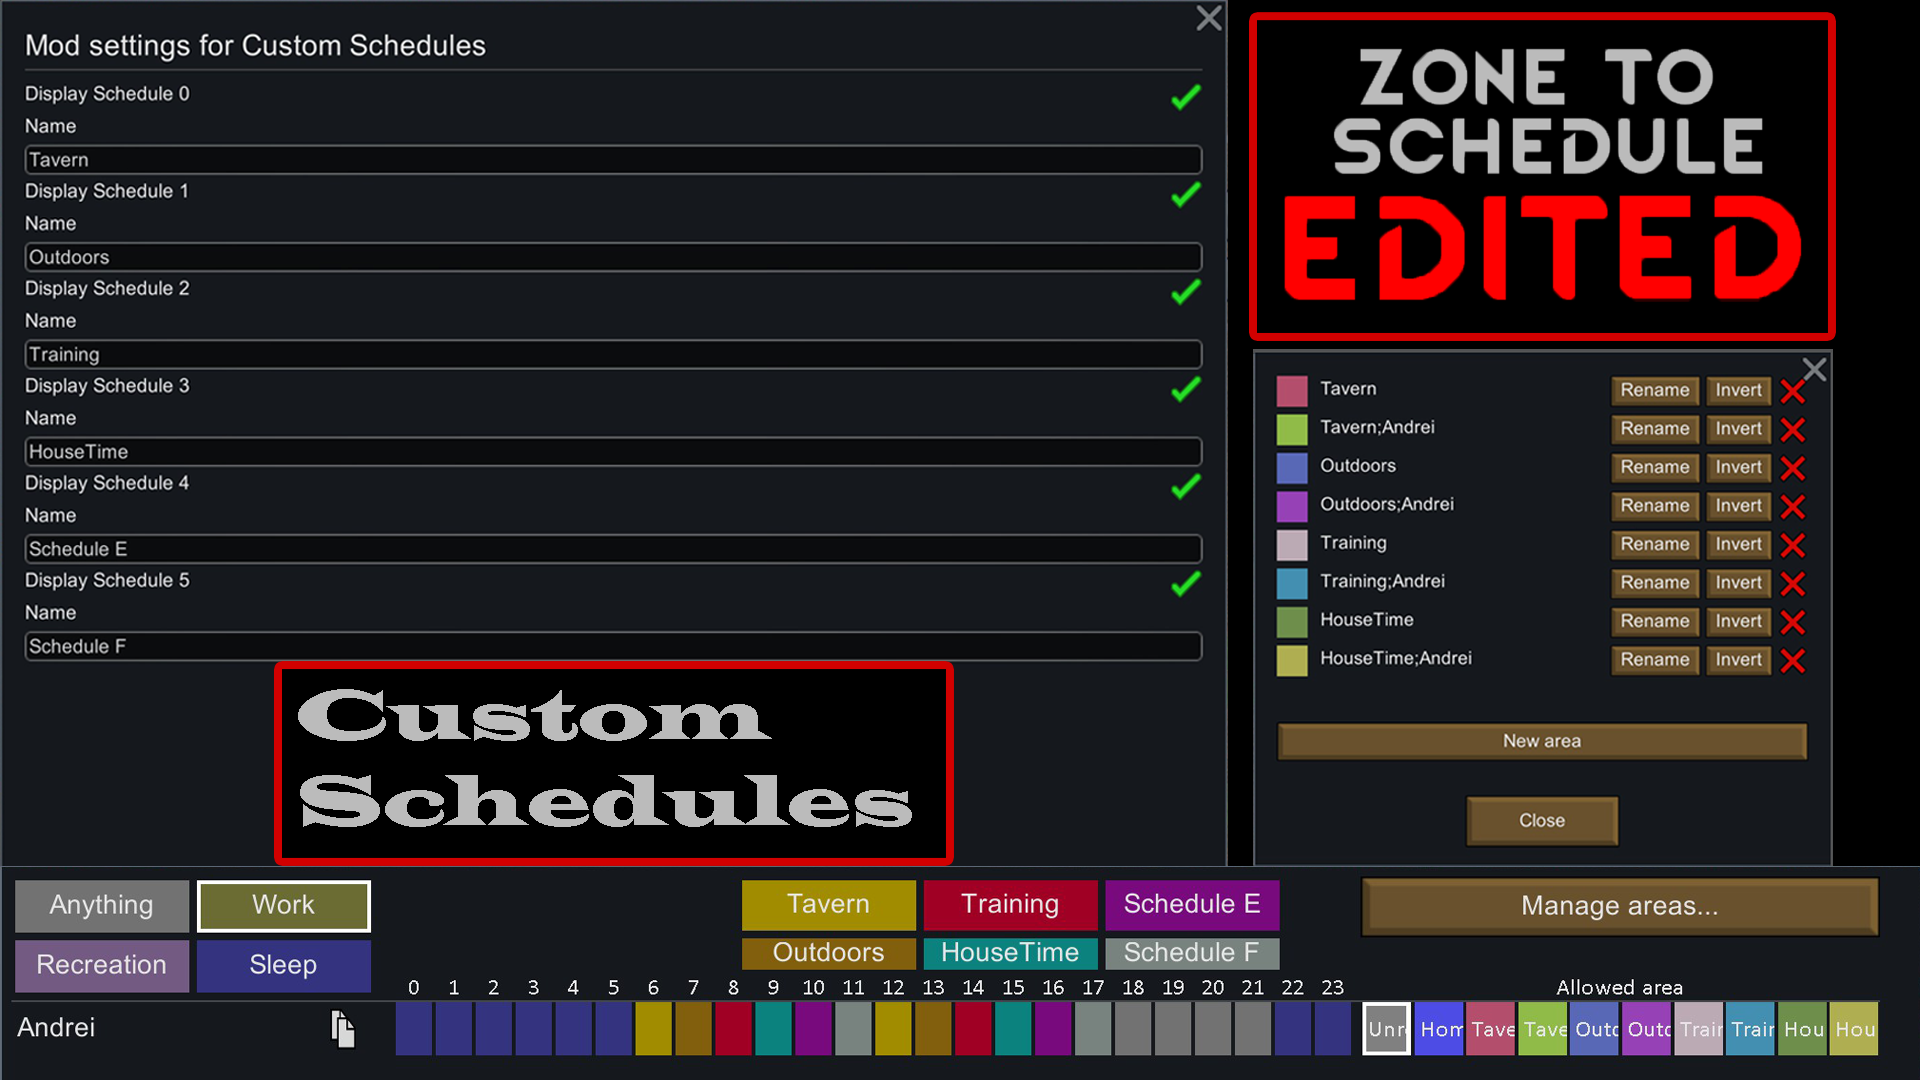 Mod settings for Custom Schedules
Display Schedule 0
Name
Tavern
Display Schedule 1
Name
Outdoors
Display Schedule 2
Name
Training
Display Schedule 3
Name
HouseTime
Display Schedule 4
Name
Schedule E
Display Schedule 5
Name
Schedule F
Custom
Schedules
ZONE TO
SCHEDULE
EDITED
Tavern Rename Invert
Tavern;Andrei Rename Invert
Outdoors Rename Invert
Outdoors;Andrei Rename Invert
Training Rename Invert
Training;Andrei Rename Invert
HouseTime Rename Invert
HouseTime;Andrei Rename Invert
New area
Close
Anything Work Tavern Training Schedule E Manage areas...
Recreation Sleep Outdoors HouseTime Schedule F
0 1 2 3 4 5 6 7 8 9 10 11 12 13 14 15 16 17 18 19 20 21 22 23 Allowed area
Andrei Unr Hom Tave Tave Outd Outd Train Train Hou Hou